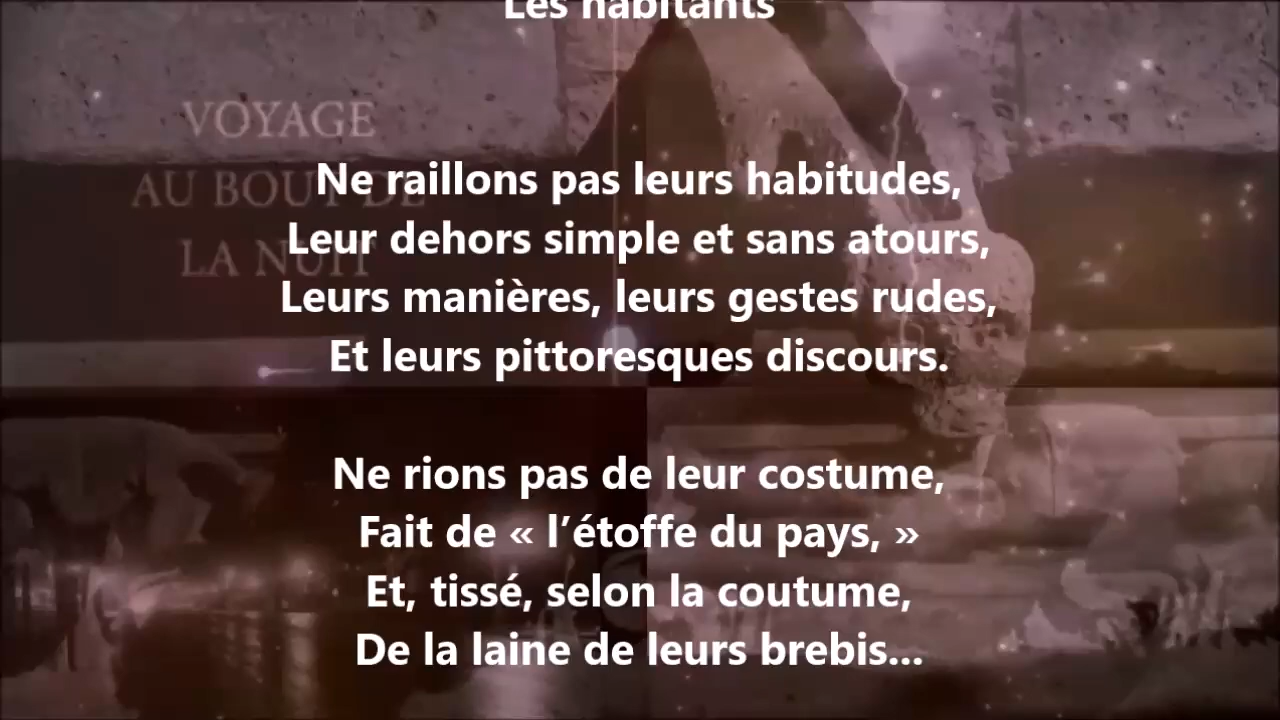 Les habitants
VOYAGE
AU BOUT DE
LA NUIT
Ne raillons pas leurs habitudes,
Leur dehors simple et sans atours,
Leurs manières, leurs gestes rudes,
Et leurs pittoresques discours.
Ne rions pas de leur costume,
Fait de « l’étoffe du pays, »
Et, tissé, selon la coutume,
De la laine de leurs brebis...